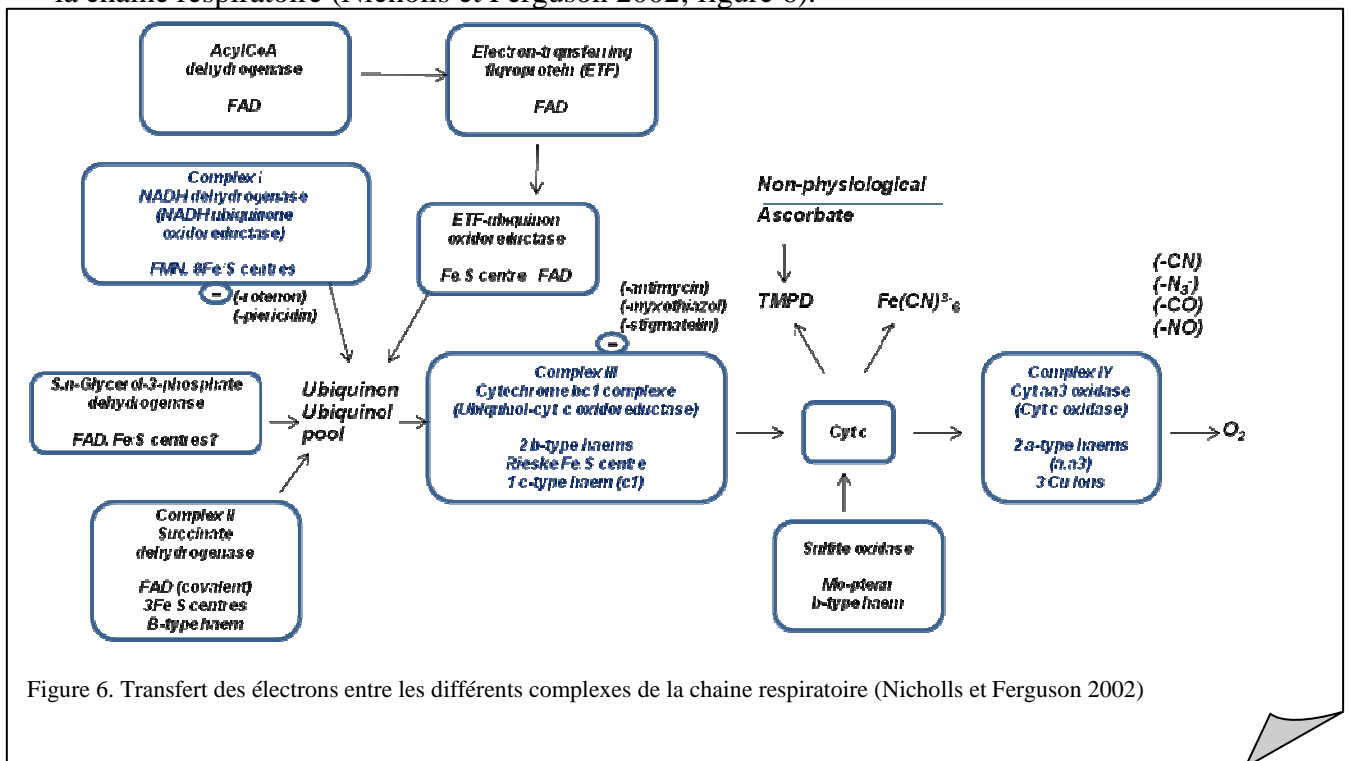 la chaine respiratoire (Nicholls et Ferguson 2002, figure 6).
AcylCoA
dehydrogenase
FAD
Electron-transferring
flavoprotein (ETF)
FAD
Complex I
NADH dehydrogenase
(NADH ubiquinone
oxidoreductase)
FMN. 8Fe/S centres
(-rotenon)
(-piericidin)
ETF-ubiquinon
oxidoreductase
Fe.S centre FAD
Non-physiological
Ascorbate
TMPD
Fe(CN)³⁻₆
(-CN)
(-N₃⁻)
(-CO)
(-NO)
(-antimycin)
(-myxothiazol)
(-stigmatelin)
S.n-Glycerol-3-phosphate
dehydrogenase
FAD. Fe/S centres?
Ubiquinon
Ubiquinol
pool
Complex III
Cytochrome bc1 complexe
(Ubiquinol-cyt c oxidoreductase)
2 b-type haems
Rieske Fe.S centre
1 c-type haem (c1)
Cyt c
Complex IV
Cyt aa3 oxidase
(Cyt c oxidase)
2 a-type haems
(a.a3)
3 Cu ions
O₂
Complex II
Succinate
dehydrogenase
FAD (covalent)
3Fe S centres
B-type haem
Sulfite oxidase
Mo-pterin
b-type haem
Figure 6. Transfert des électrons entre les différents complexes de la chaine respiratoire (Nicholls et Ferguson 2002)